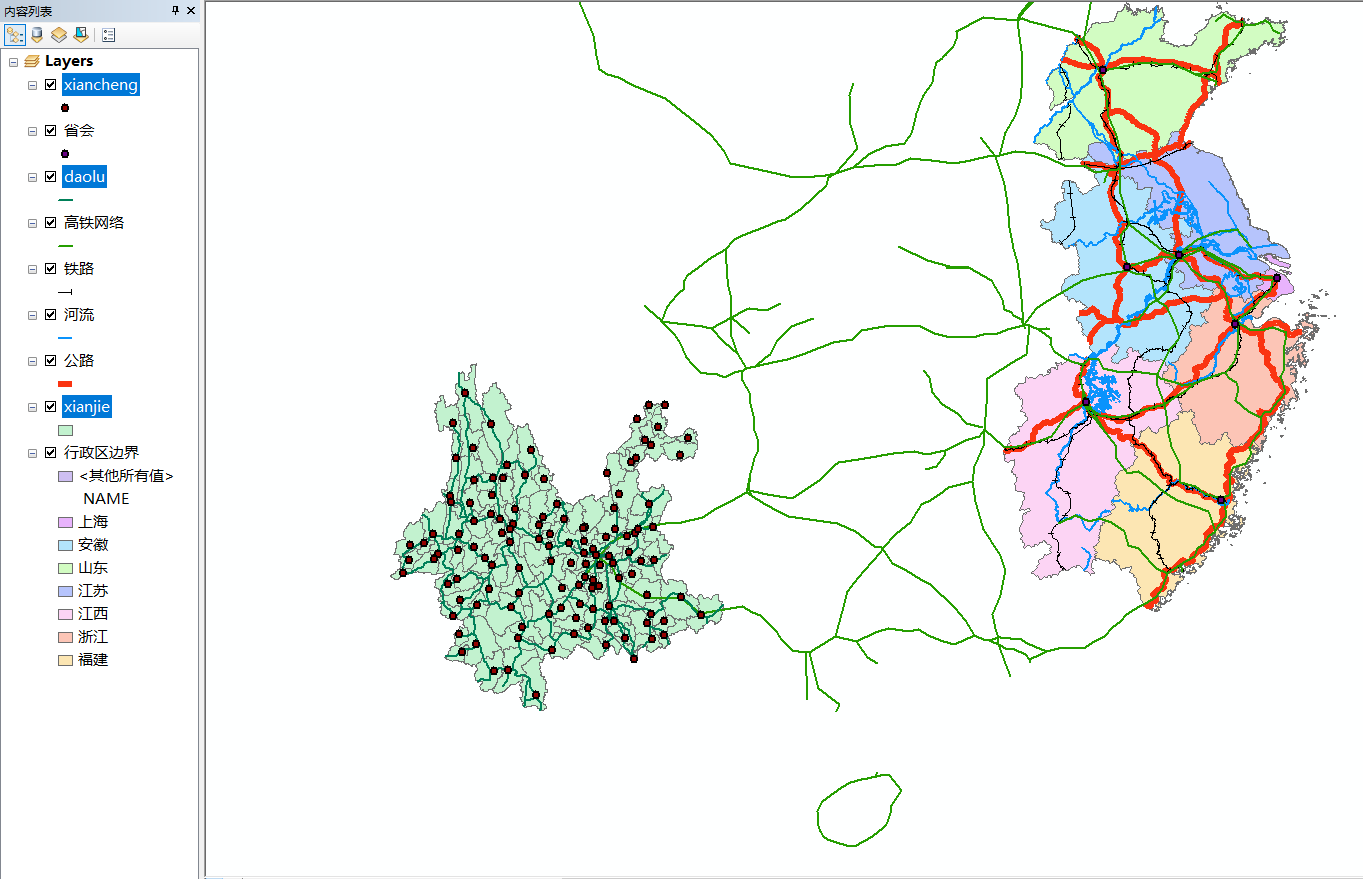 内容列表
Layers
xiancheng
省会
daolu
高铁网络
铁路
河流
公路
xianjie
行政区边界
<其他所有值>
NAME
上海
安徽
山东
江苏
江西
浙江
福建